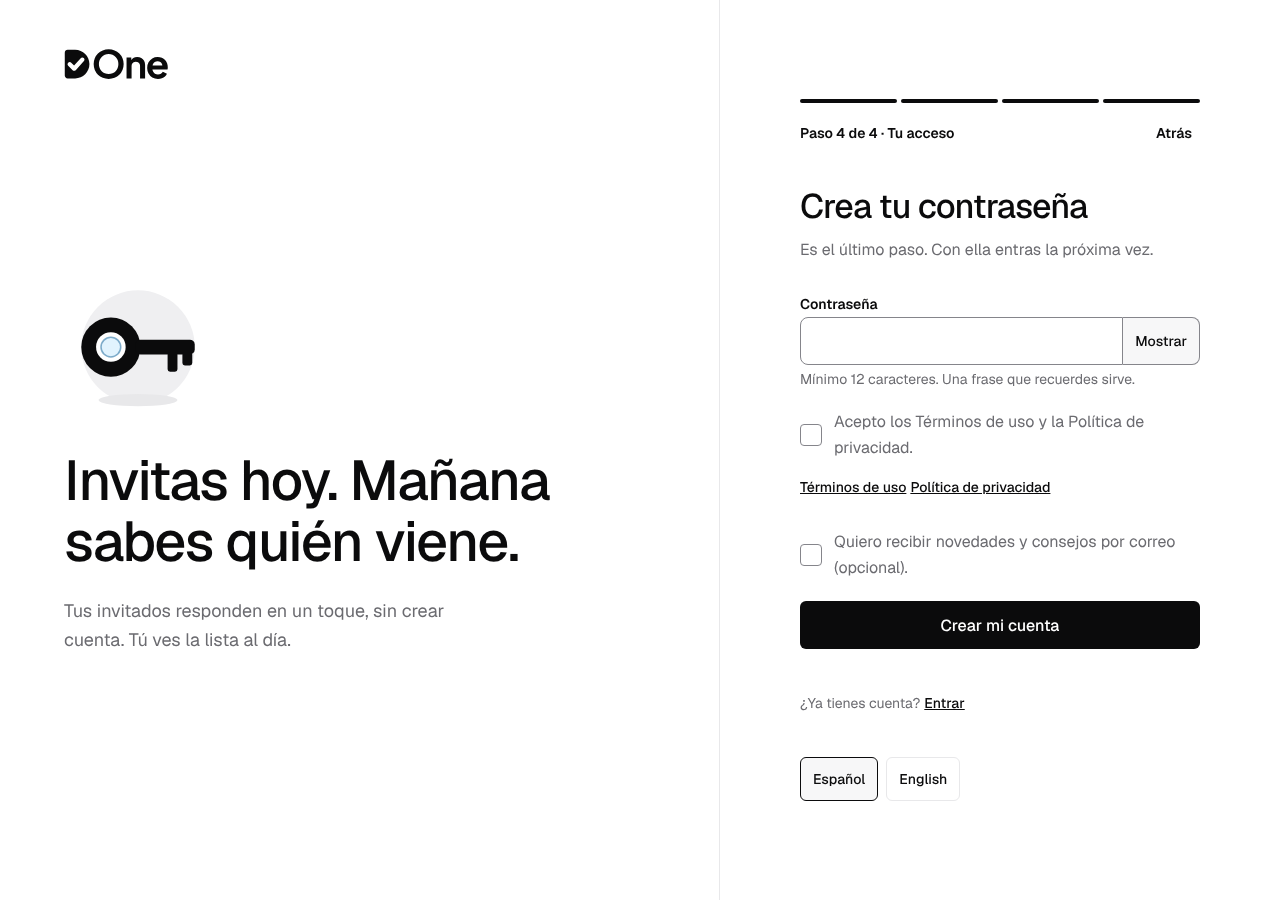 One
Invitas hoy. Mañana
sabes quién viene.
Tus invitados responden en un toque, sin crear
cuenta. Tú ves la lista al día.
Paso 4 de 4 · Tu acceso
Atrás
Crea tu contraseña
Es el último paso. Con ella entras la próxima vez.
Contraseña
Mostrar
Mínimo 12 caracteres. Una frase que recuerdes sirve.
Acepto los Términos de uso y la Política de
privacidad.
Términos de uso Política de privacidad
Quiero recibir novedades y consejos por correo
(opcional).
Crear mi cuenta
¿Ya tienes cuenta? Entrar
Español
English